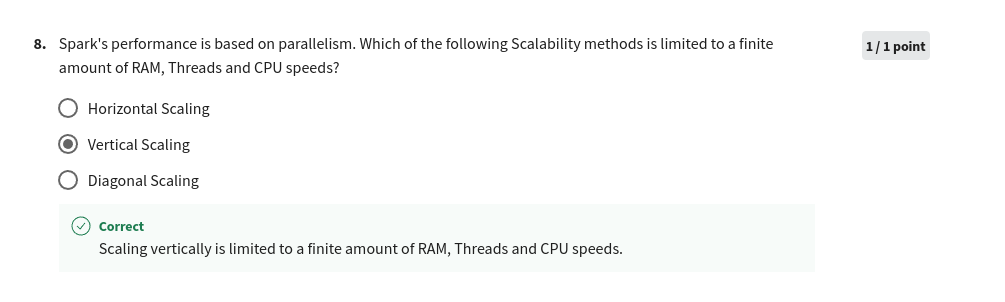 8. Spark's performance is based on parallelism. Which of the following Scalability methods is limited to a finite
amount of RAM, Threads and CPU speeds?
1 / 1 point
Horizontal Scaling
Vertical Scaling
Diagonal Scaling
Correct
Scaling vertically is limited to a finite amount of RAM, Threads and CPU speeds.